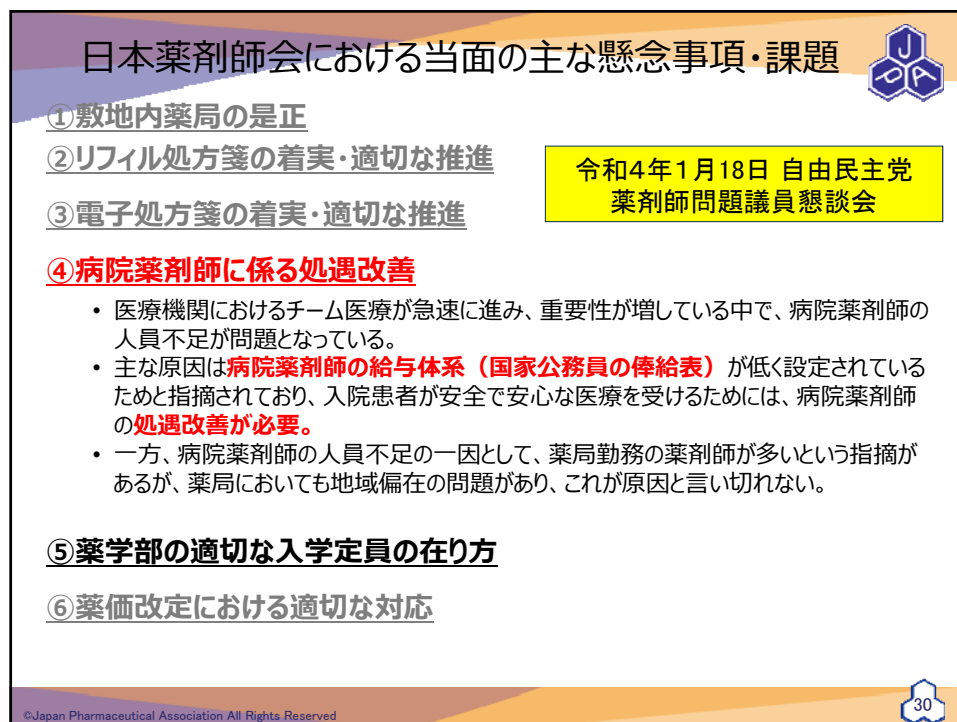 日本薬剤師会における当面の主な懸念事項・課題
JPA
①敷地内薬局の是正
②リフィル処方箋の着実・適切な推進
令和4年1月18日 自由民主党
薬剤師問題議員懇談会
③電子処方箋の着実・適切な推進
④病院薬剤師に係る処遇改善
• 医療機関におけるチーム医療が急速に進み、重要性が増している中で、病院薬剤師の
人員不足が問題となっている。
• 主な原因は病院薬剤師の給与体系（国家公務員の俸給表）が低く設定されている
ためと指摘されており、入院患者が安全で安心な医療を受けるためには、病院薬剤師
の処遇改善が必要。
• 一方、病院薬剤師の人員不足の一因として、薬局勤務の薬剤師が多いという指摘が
あるが、薬局においても地域偏在の問題があり、これが原因と言い切れない。
⑤薬学部の適切な入学定員の在り方
⑥薬価改定における適切な対応
©Japan Pharmaceutical Association All Rights Reserved
30